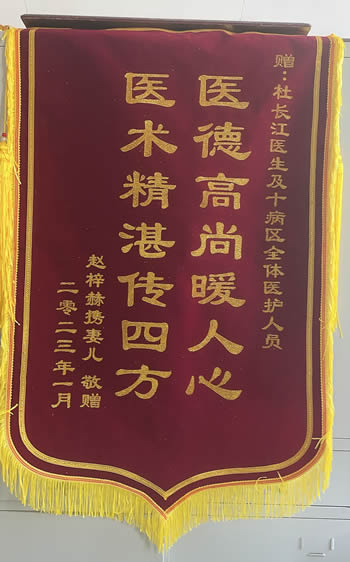 赠：杜长江医生及十病区全体医护人员
医德高尚暖人心
医术精湛传四方
赵梓赫携妻儿 敬赠
二零二三年一月